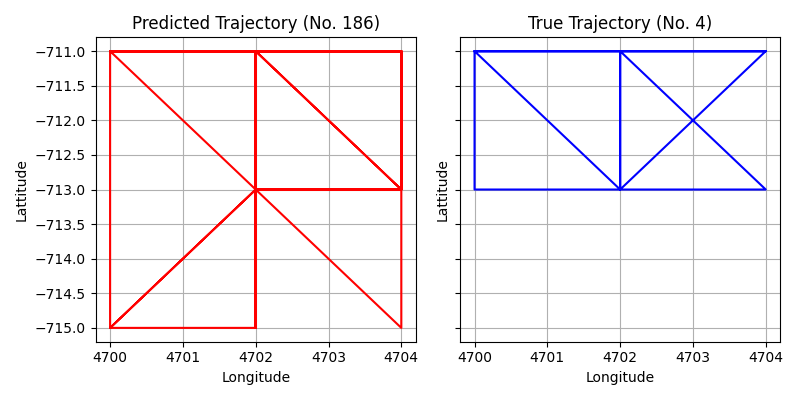 Predicted Trajectory (No. 186)
True Trajectory (No. 4)
−711.0
−711.5
−712.0
−712.5
−713.0
−713.5
−714.0
−714.5
−715.0
Lattitude
Lattitude
4700 4701 4702 4703 4704
4700 4701 4702 4703 4704
Longitude
Longitude